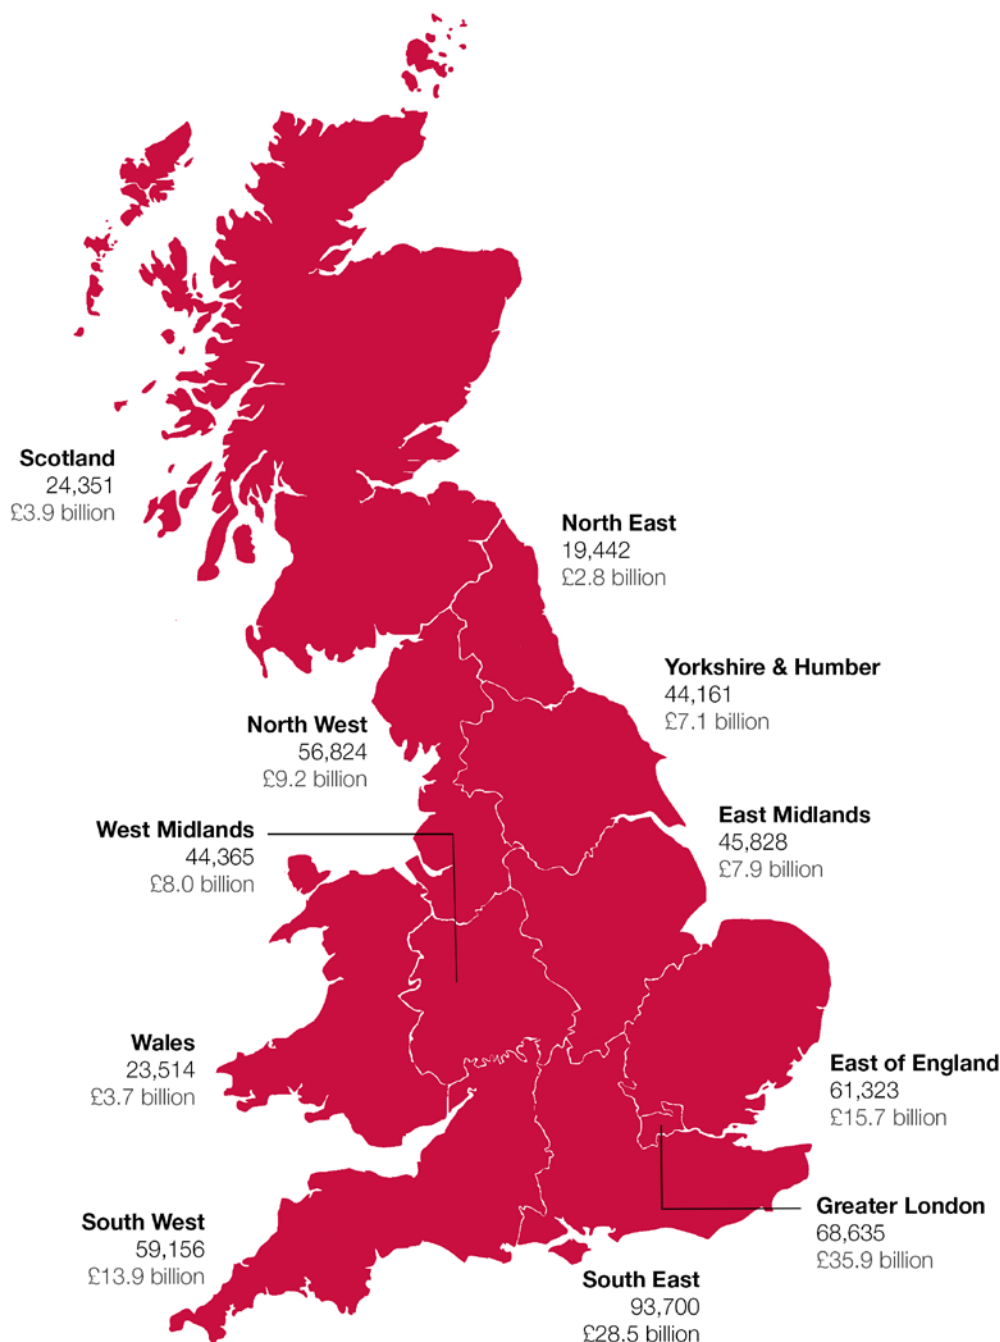 Scotland
24,351
£3.9 billion
North East
19,442
£2.8 billion
Yorkshire & Humber
44,161
£7.1 billion
North West
56,824
£9.2 billion
East Midlands
45,828
£7.9 billion
West Midlands
44,365
£8.0 billion
Wales
23,514
£3.7 billion
East of England
61,323
£15.7 billion
Greater London
68,635
£35.9 billion
South West
59,156
£13.9 billion
South East
93,700
£28.5 billion